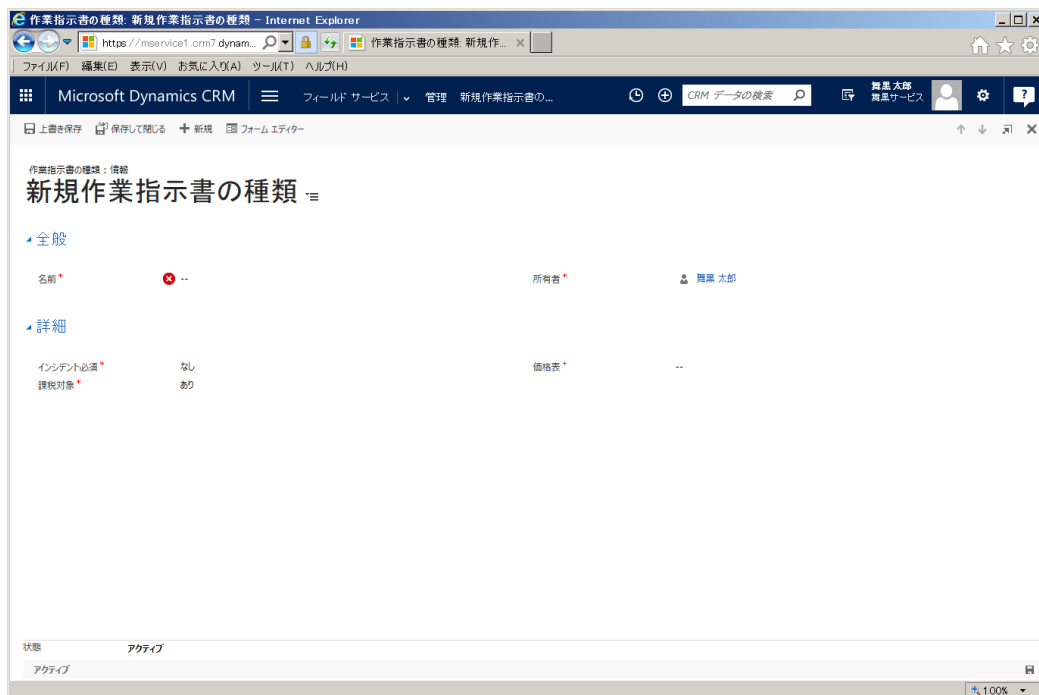 作業指示書の種類: 新規作業指示書の種類 - Internet Explorer
https://mservice1.crm7.dynam...
作業指示書の種類: 新規作...
ファイル(F) 編集(E) 表示(V) お気に入り(A) ツール(T) ヘルプ(H)
Microsoft Dynamics CRM フィールド サービス 管理 新規作業指示書の... CRM データの検索 舞黒 太郎
舞黒サービス
上書き保存 保存して閉じる 新規 フォーム エディター
作業指示書の種類 : 情報
新規作業指示書の種類
全般
名前* -- 所有者* 舞黒 太郎
詳細
インシデント必須* なし 価格表+ --
課税対象* あり
状態 アクティブ
アクティブ
100%